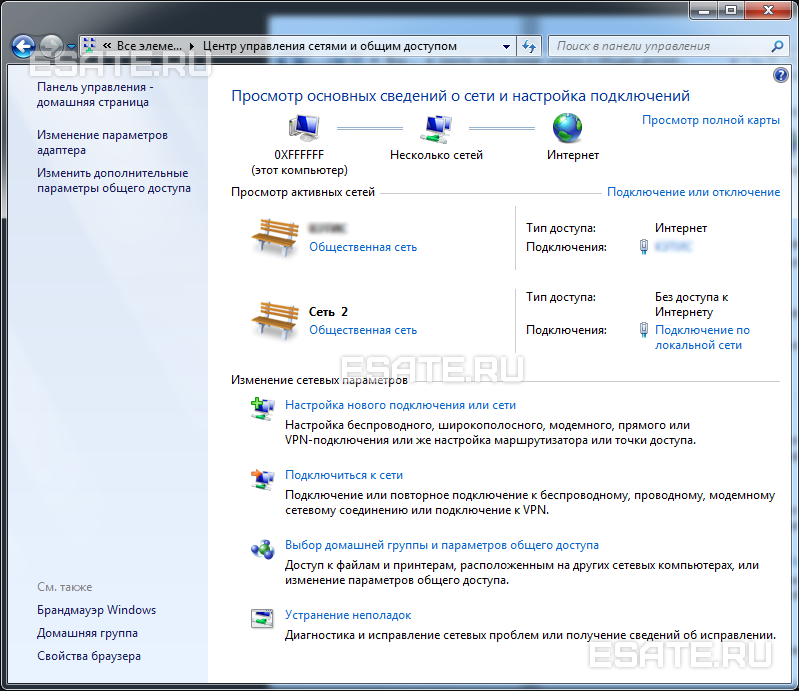 « Все элеме... ▸ Центр управления сетями и общим доступом
Поиск в панели управления
ESATE.RU
Панель управления -
домашняя страница
Изменение параметров
адаптера
Изменить дополнительные
параметры общего доступа
Просмотр основных сведений о сети и настройка подключений
0XFFFFFF
(этот компьютер)
Несколько сетей
Интернет
Просмотр полной карты
Просмотр активных сетей
Подключение или отключение
Общественная сеть
Тип доступа: Интернет
Подключения:
Сеть 2
Общественная сеть
Тип доступа: Без доступа к
Интернету
Подключения: Подключение по
локальной сети
ESATE.RU
Изменение сетевых параметров
Настройка нового подключения или сети
Настройка беспроводного, широкополосного, модемного, прямого или
VPN-подключения или же настройка маршрутизатора или точки доступа.
Подключиться к сети
Подключение или повторное подключение к беспроводному, проводному, модемному
сетевому соединению или подключение к VPN.
Выбор домашней группы и параметров общего доступа
Доступ к файлам и принтерам, расположенным на других сетевых компьютерах, или
изменение параметров общего доступа.
Устранение неполадок
Диагностика и исправление сетевых проблем или получение сведений об исправлении.
См. также
Брандмауэр Windows
Домашняя группа
Свойства браузера
ESATE.RU